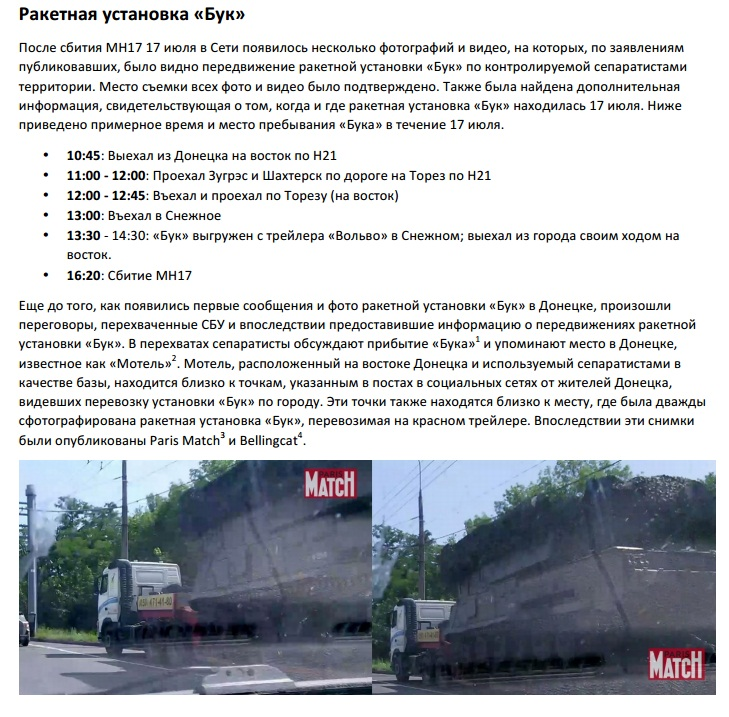 Ракетная установка «Бук»
После сбития MH17 17 июля в Сети появилось несколько фотографий и видео, на которых, по заявлениям
публиковавших, было видно передвижение ракетной установки «Бук» по контролируемой сепаратистами
территории. Место съемки всех фото и видео было подтверждено. Также была найдена дополнительная
информация, свидетельствующая о том, когда и где ракетная установка «Бук» находилась 17 июля. Ниже
приведено примерное время и место пребывания «Бука» в течение 17 июля.
• 10:45: Выехал из Донецка на восток по Н21
• 11:00 - 12:00: Проехал Зугрэс и Шахтерск по дороге на Торез по Н21
• 12:00 - 12:45: Въехал и проехал по Торезу (на восток)
• 13:00: Въехал в Снежное
• 13:30 - 14:30: «Бук» выгружен с трейлера «Вольво» в Снежном; выехал из города своим ходом на
восток.
• 16:20: Сбитие MH17
Еще до того, как появились первые сообщения и фото ракетной установки «Бук» в Донецке, произошли
переговоры, перехваченные СБУ и впоследствии предоставившие информацию о передвижениях ракетной
установки «Бук». В перехватах сепаратисты обсуждают прибытие «Бука»1 и упоминают место в Донецке,
известное как «Мотель»2. Мотель, расположенный на востоке Донецка и используемый сепаратистами в
качестве базы, находится близко к точкам, указанным в постах в социальных сетях от жителей Донецка,
видевших перевозку установки «Бук» по городу. Эти точки также находятся близко к месту, где была дважды
сфотографирована ракетная установка «Бук», перевозимая на красном трейлере. Впоследствии эти снимки
были опубликованы Paris Match3 и Bellingcat4.
PARIS
MATCH
PARIS
MATCH